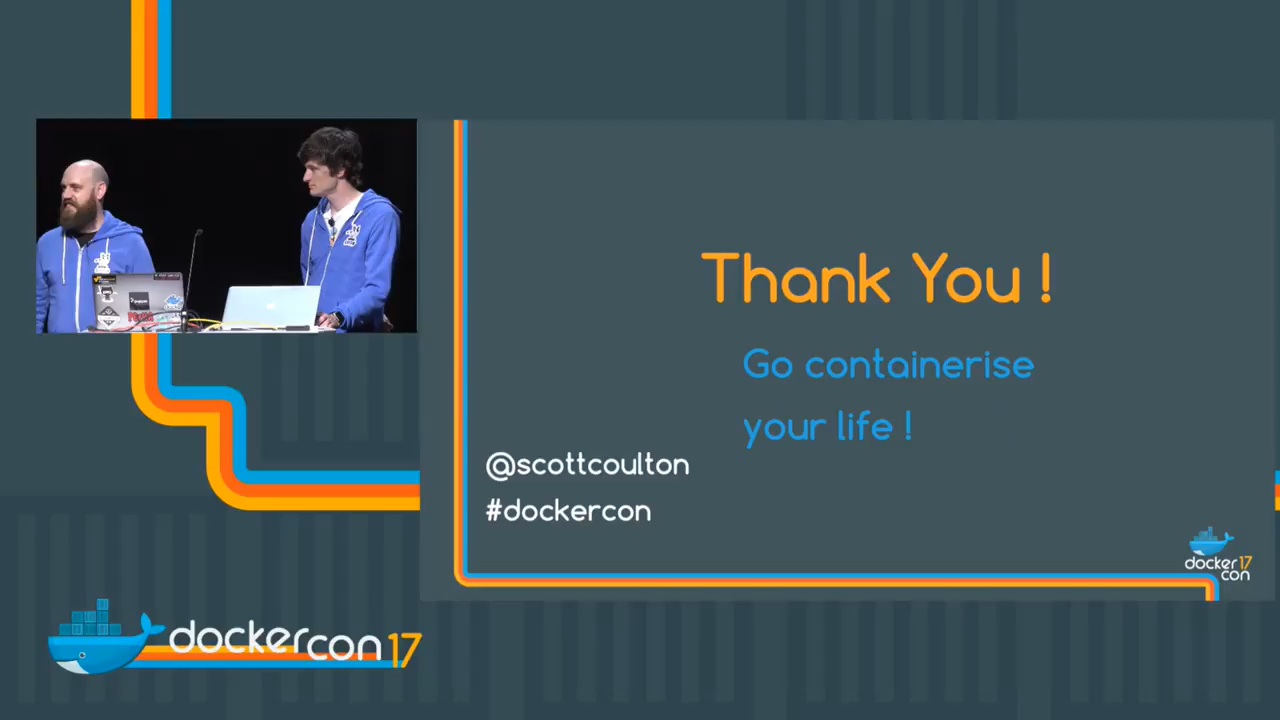 Thank You !
Go containerise
your life !
@scottcoulton
#dockercon
docker 17
con
dockercon 17